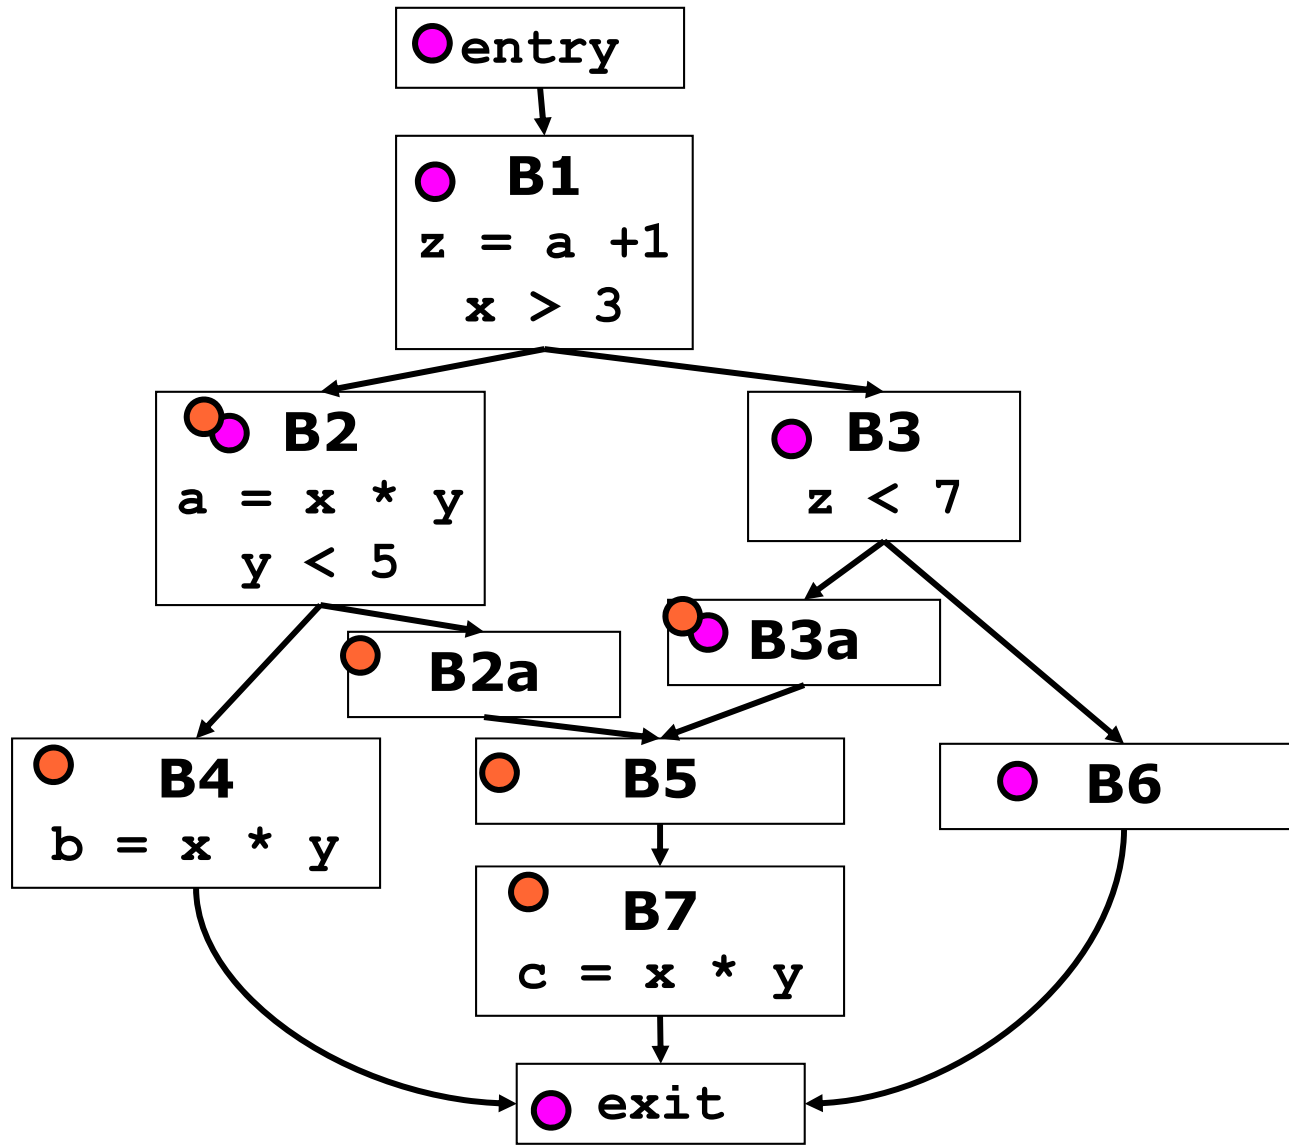 entry
B1
z = a +1
x > 3
B2
a = x * y
y < 5
B3
z < 7
B2a
B3a
B4
b = x * y
B5
B6
B7
c = x * y
exit